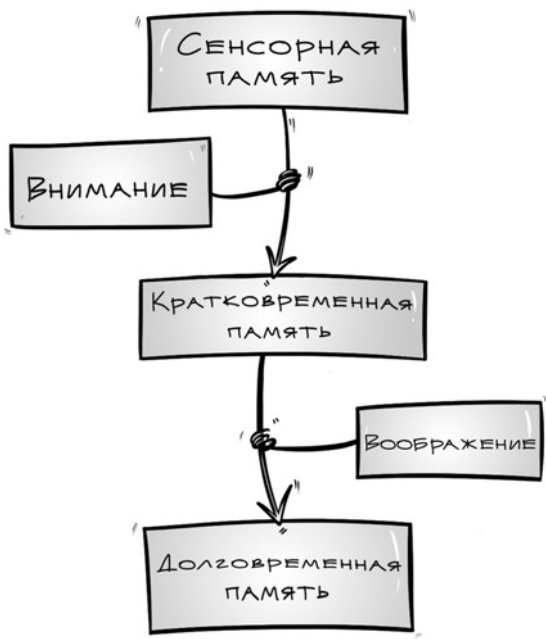 Сенсорная
память
Внимание
Кратковременная
память
Воображение
Долговременная
память